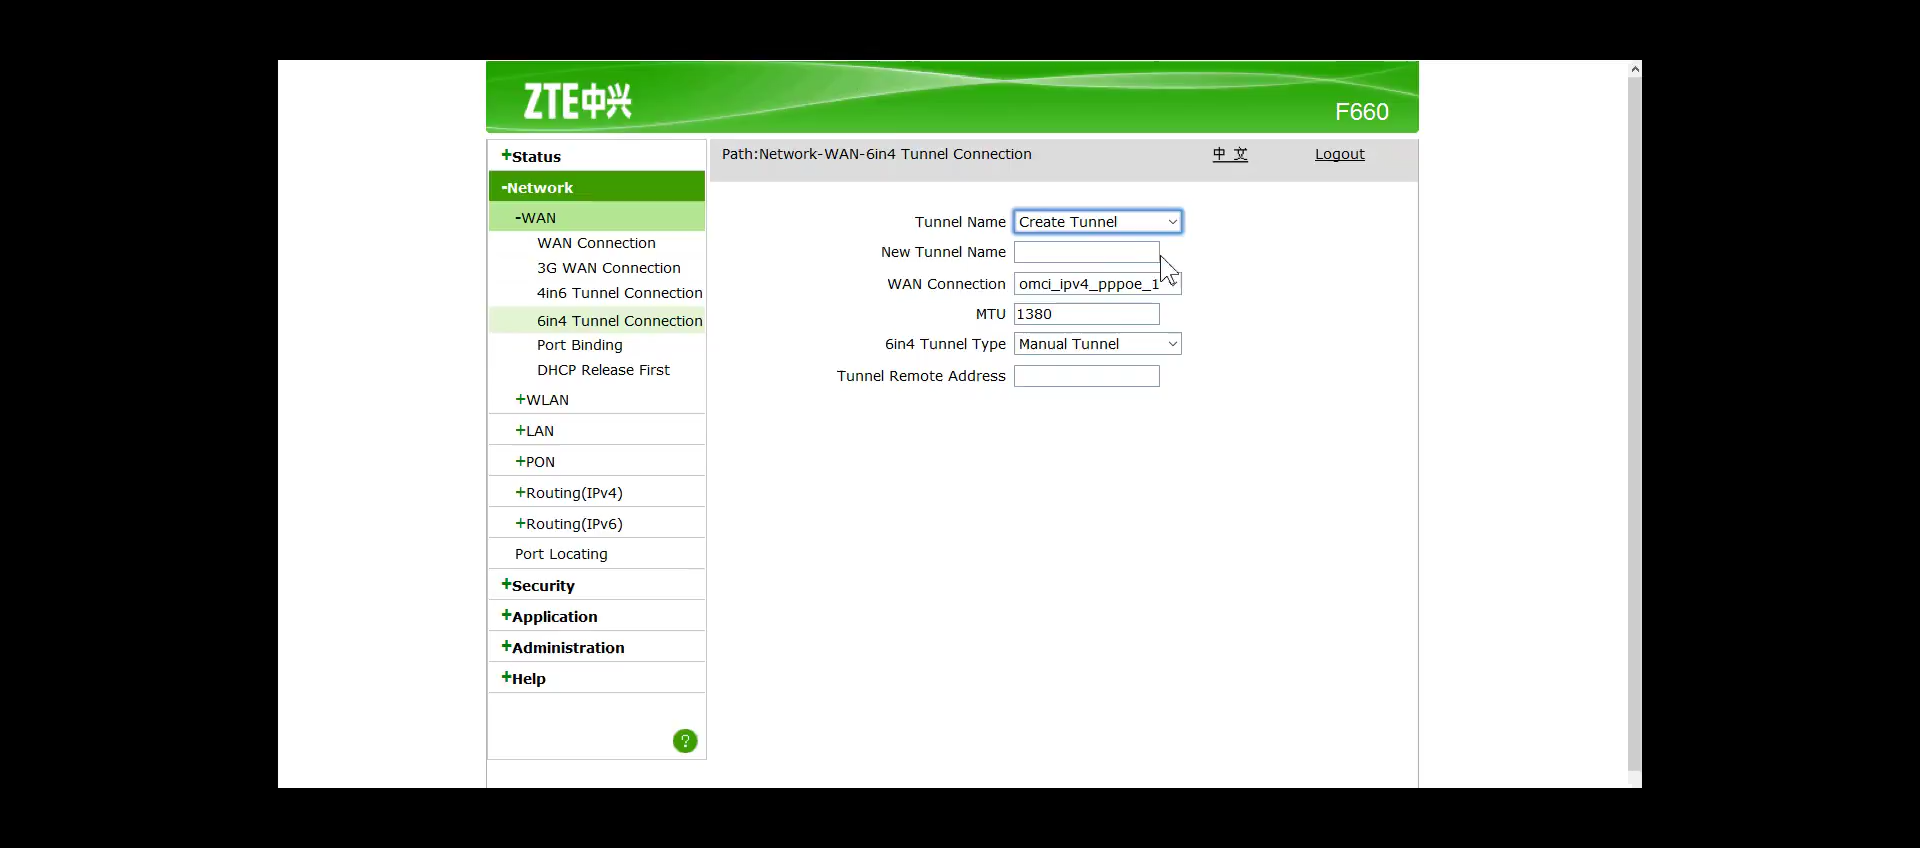 ZTE中兴
F660
+Status
-Network
-WAN
WAN Connection
3G WAN Connection
4in6 Tunnel Connection
6in4 Tunnel Connection
Port Binding
DHCP Release First
+WLAN
+LAN
+PON
+Routing(IPv4)
+Routing(IPv6)
Port Locating
+Security
+Application
+Administration
+Help
?
Path:Network-WAN-6in4 Tunnel Connection
中 文
Logout
Tunnel Name Create Tunnel
New Tunnel Name
WAN Connection omci_ipv4_pppoe_1
MTU 1380
6in4 Tunnel Type Manual Tunnel
Tunnel Remote Address